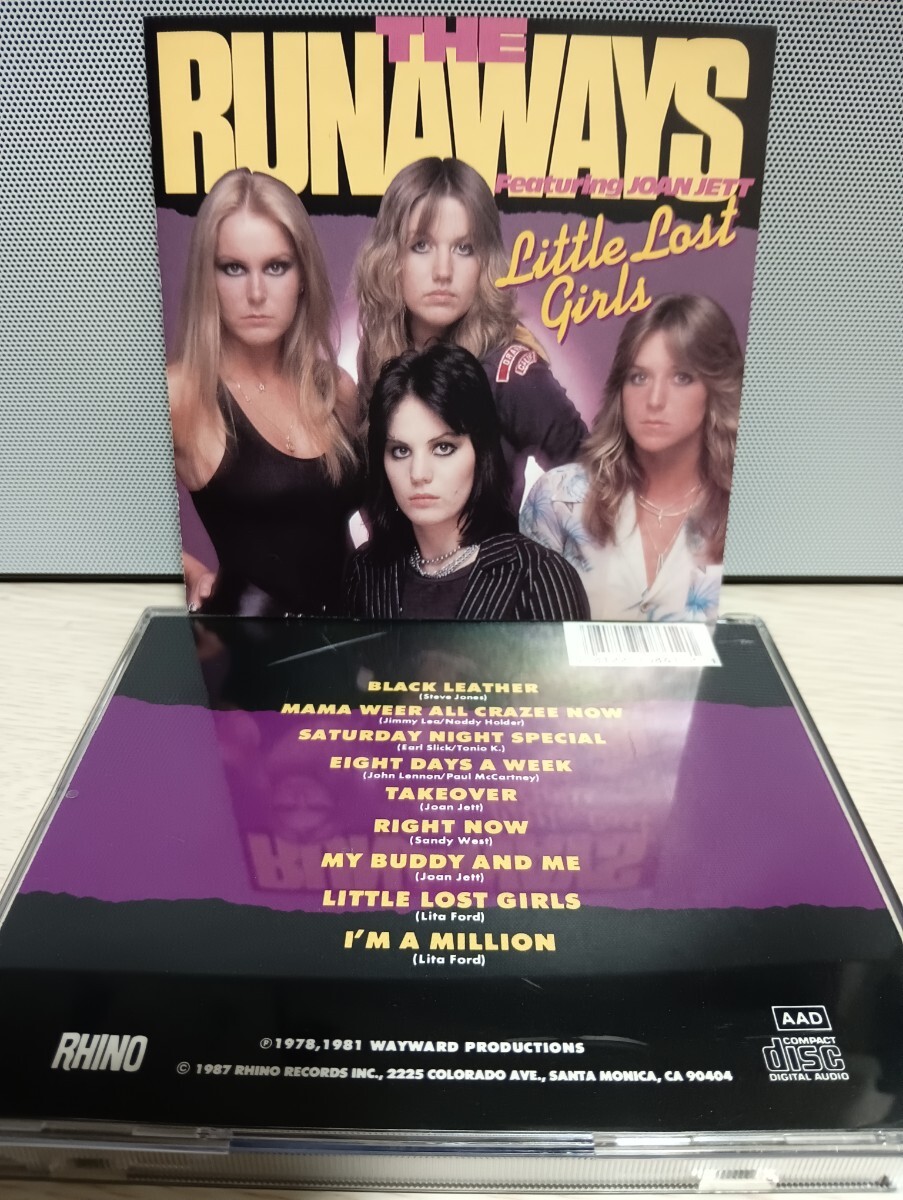 THE
RUNAWAYS
Featuring JOAN JETT
Little Lost
Girls
BLACK LEATHER
(Steve Jones)
MAMA WEER ALL CRAZEE NOW
(Jimmy Lea/Noddy Holder)
SATURDAY NIGHT SPECIAL
(Earl Slick/Tonio K.)
EIGHT DAYS A WEEK
(John Lennon/Paul McCartney)
TAKEOVER
(Joan Jett)
RIGHT NOW
(Sandy West)
MY BUDDY AND ME
(Joan Jett)
LITTLE LOST GIRLS
(Lita Ford)
I'M A MILLION
(Lita Ford)
RHINO
℗1978,1981 WAYWARD PRODUCTIONS
© 1987 RHINO RECORDS INC., 2225 COLORADO AVE., SANTA MONICA, CA 90404
AAD
COMPACT
disc
DIGITAL AUDIO